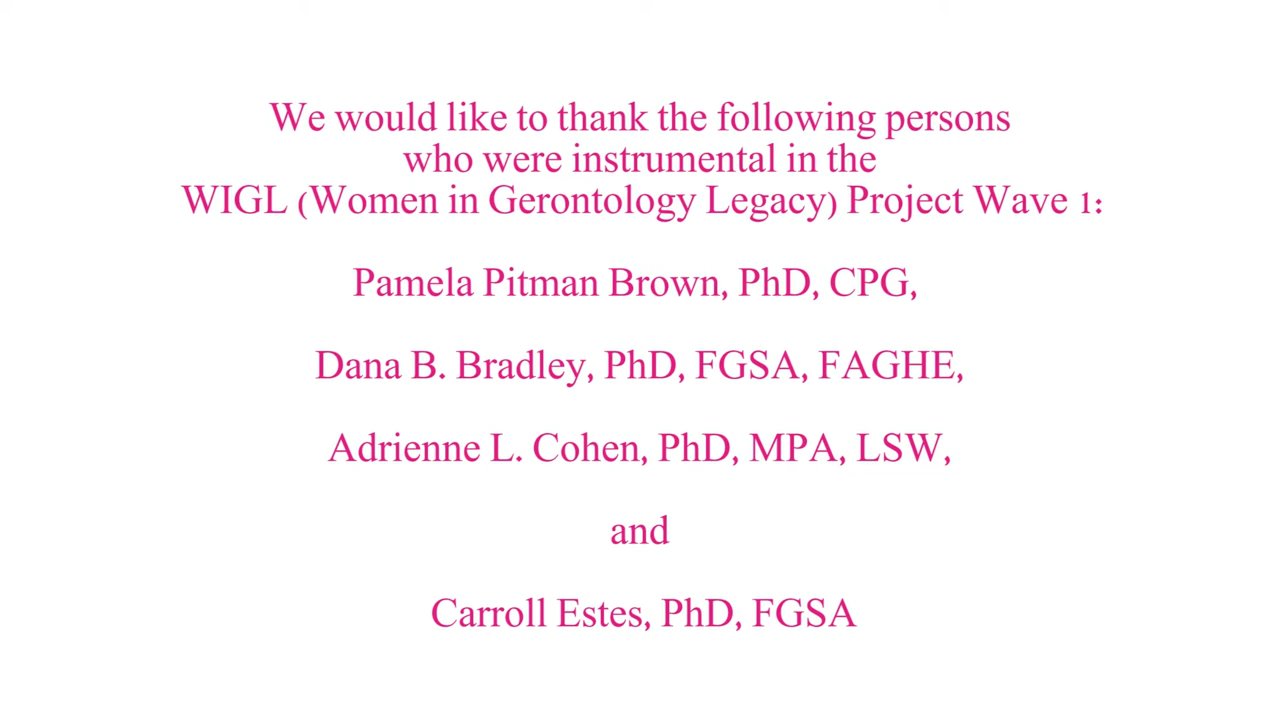 We would like to thank the following persons
who were instrumental in the
WIGL (Women in Gerontology Legacy) Project Wave 1:
Pamela Pitman Brown, PhD, CPG,
Dana B. Bradley, PhD, FGSA, FAGHE,
Adrienne L. Cohen, PhD, MPA, LSW,
and
Carroll Estes, PhD, FGSA